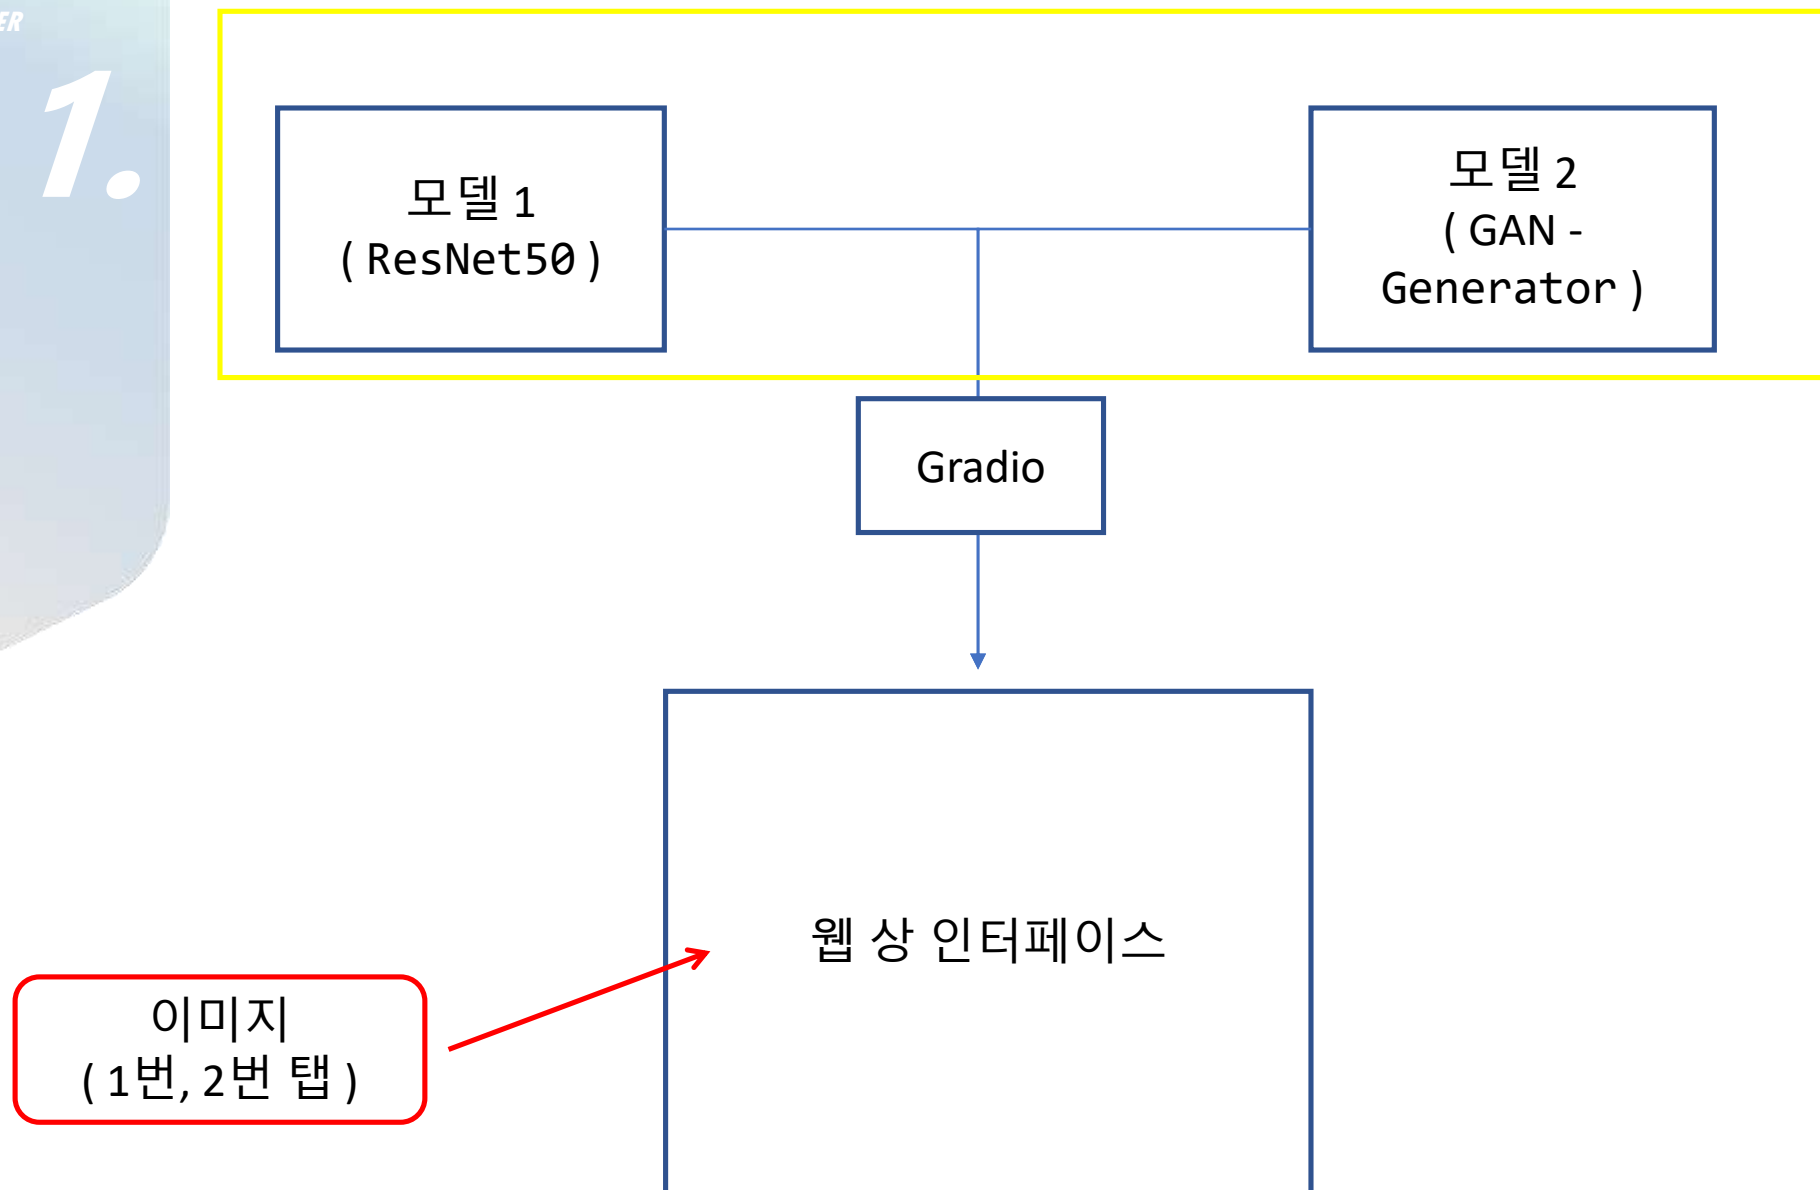 ER
1.
모델 1
( ResNet50 )
모델 2
( GAN -
Generator )
Gradio
웹 상 인터페이스
이미지
( 1번, 2번 탭 )